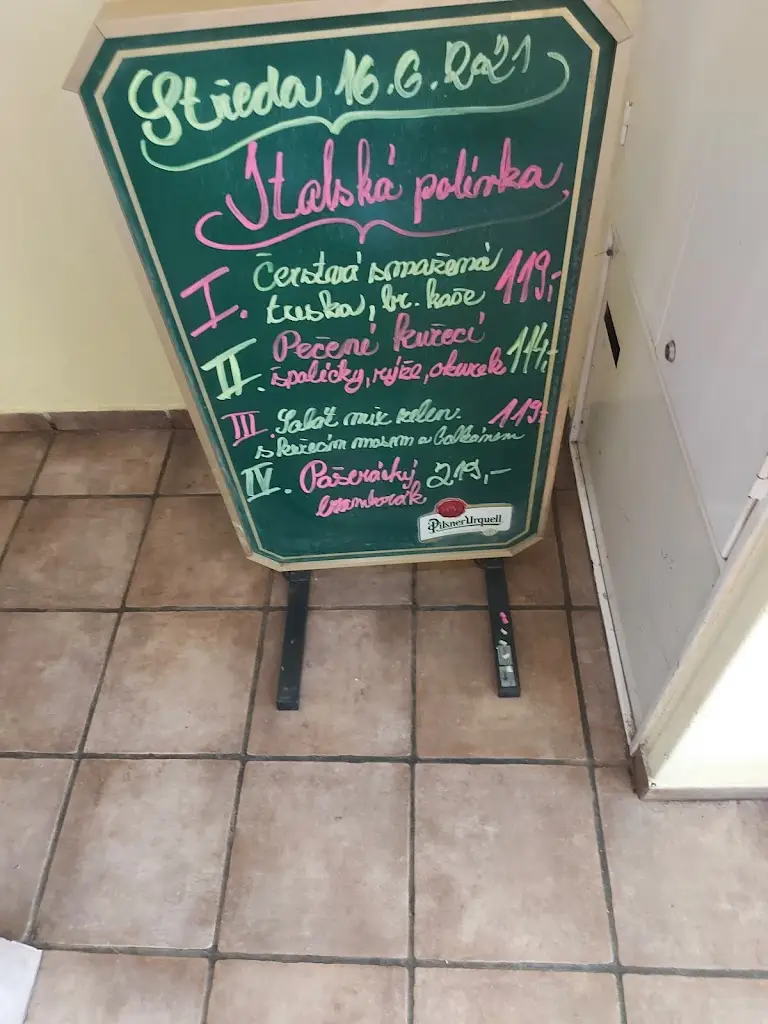 Středa 16.6.2021
Italská polívka
I. Čerstvá smažená 119,-
treska, br. kaše
II. Pečené kuřecí 114,-
špalíčky, rýže, okurek
III. Salát mix zelen. 119,-
s kuřecím masem a balkánem
IV. Pašerácký 219,-
bramborák
Pilsner Urquell